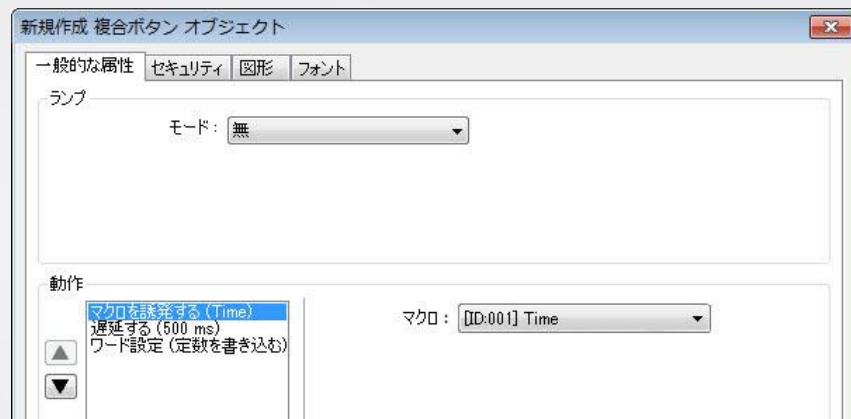 新規作成 複合ボタン オブジェクト
一般的な属性 セキュリティ 図形 フォント
ランプ
モード： 無
動作
マクロを誘発する (Time)
遅延する (500 ms)
ワード設定 (定数を書き込む)
マクロ： [ID:001] Time